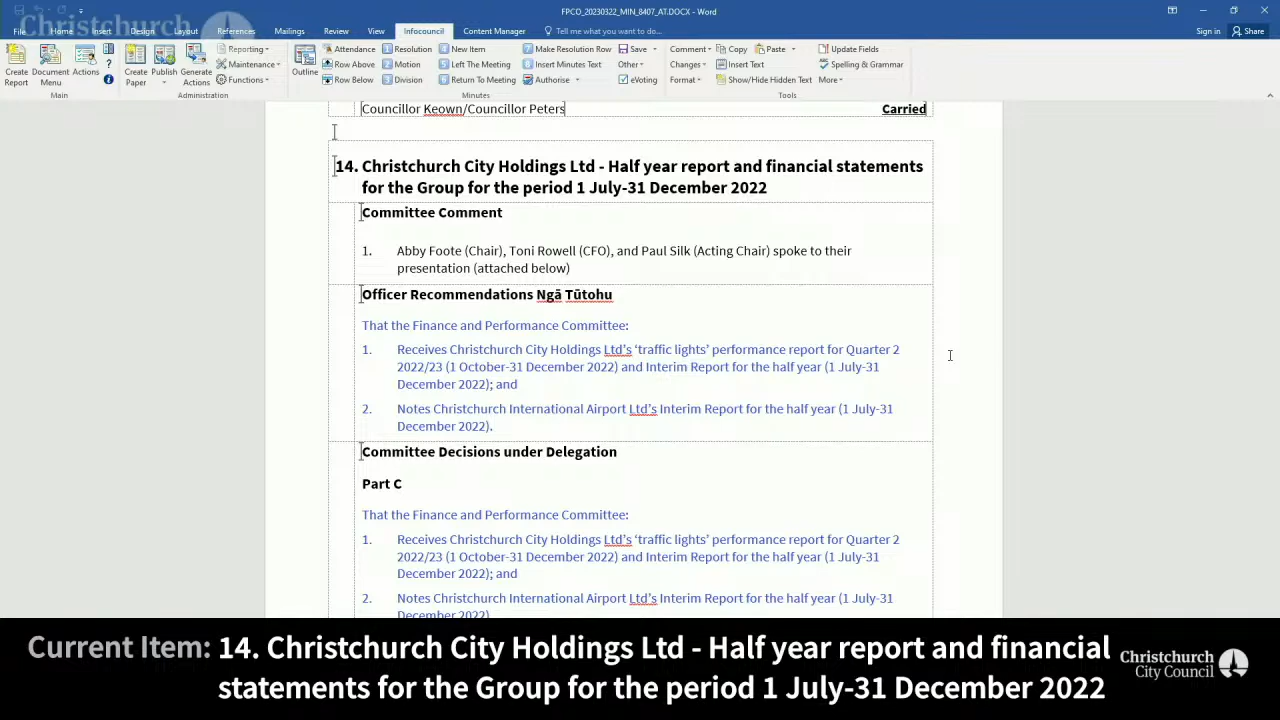 Christchurch
FPCO_20230322_MIN_8407_AT.DOCX - Word
File Home Insert Design Layout References Mailings Review View Infocouncil Content Manager Tell me what you want to do... Sign in Share
Create Report Document Menu Actions Create Paper Publish Generate Actions Reporting Maintenance Functions Outline
Attendance Resolution New Item Make Resolution Row Save Comment Copy Paste Update Fields
Row Above Motion Left The Meeting Insert Minutes Text Other Changes Insert Text Spelling & Grammar
Row Below Division Return To Meeting Authorise eVoting Format Show/Hide Hidden Text More
Main Administration Minutes Tools
Councillor Keown/Councillor Peters Carried
14. Christchurch City Holdings Ltd - Half year report and financial statements
for the Group for the period 1 July-31 December 2022
Committee Comment
1. Abby Foote (Chair), Toni Rowell (CFO), and Paul Silk (Acting Chair) spoke to their
presentation (attached below)
Officer Recommendations Ngā Tūtohu
That the Finance and Performance Committee:
1. Receives Christchurch City Holdings Ltd’s ‘traffic lights’ performance report for Quarter 2
2022/23 (1 October-31 December 2022) and Interim Report for the half year (1 July-31
December 2022); and
2. Notes Christchurch International Airport Ltd’s Interim Report for the half year (1 July-31
December 2022).
Committee Decisions under Delegation
Part C
That the Finance and Performance Committee:
1. Receives Christchurch City Holdings Ltd’s ‘traffic lights’ performance report for Quarter 2
2022/23 (1 October-31 December 2022) and Interim Report for the half year (1 July-31
December 2022); and
2. Notes Christchurch International Airport Ltd’s Interim Report for the half year (1 July-31
December 2022)
Current Item: 14. Christchurch City Holdings Ltd - Half year report and financial
statements for the Group for the period 1 July-31 December 2022
Christchurch
City Council